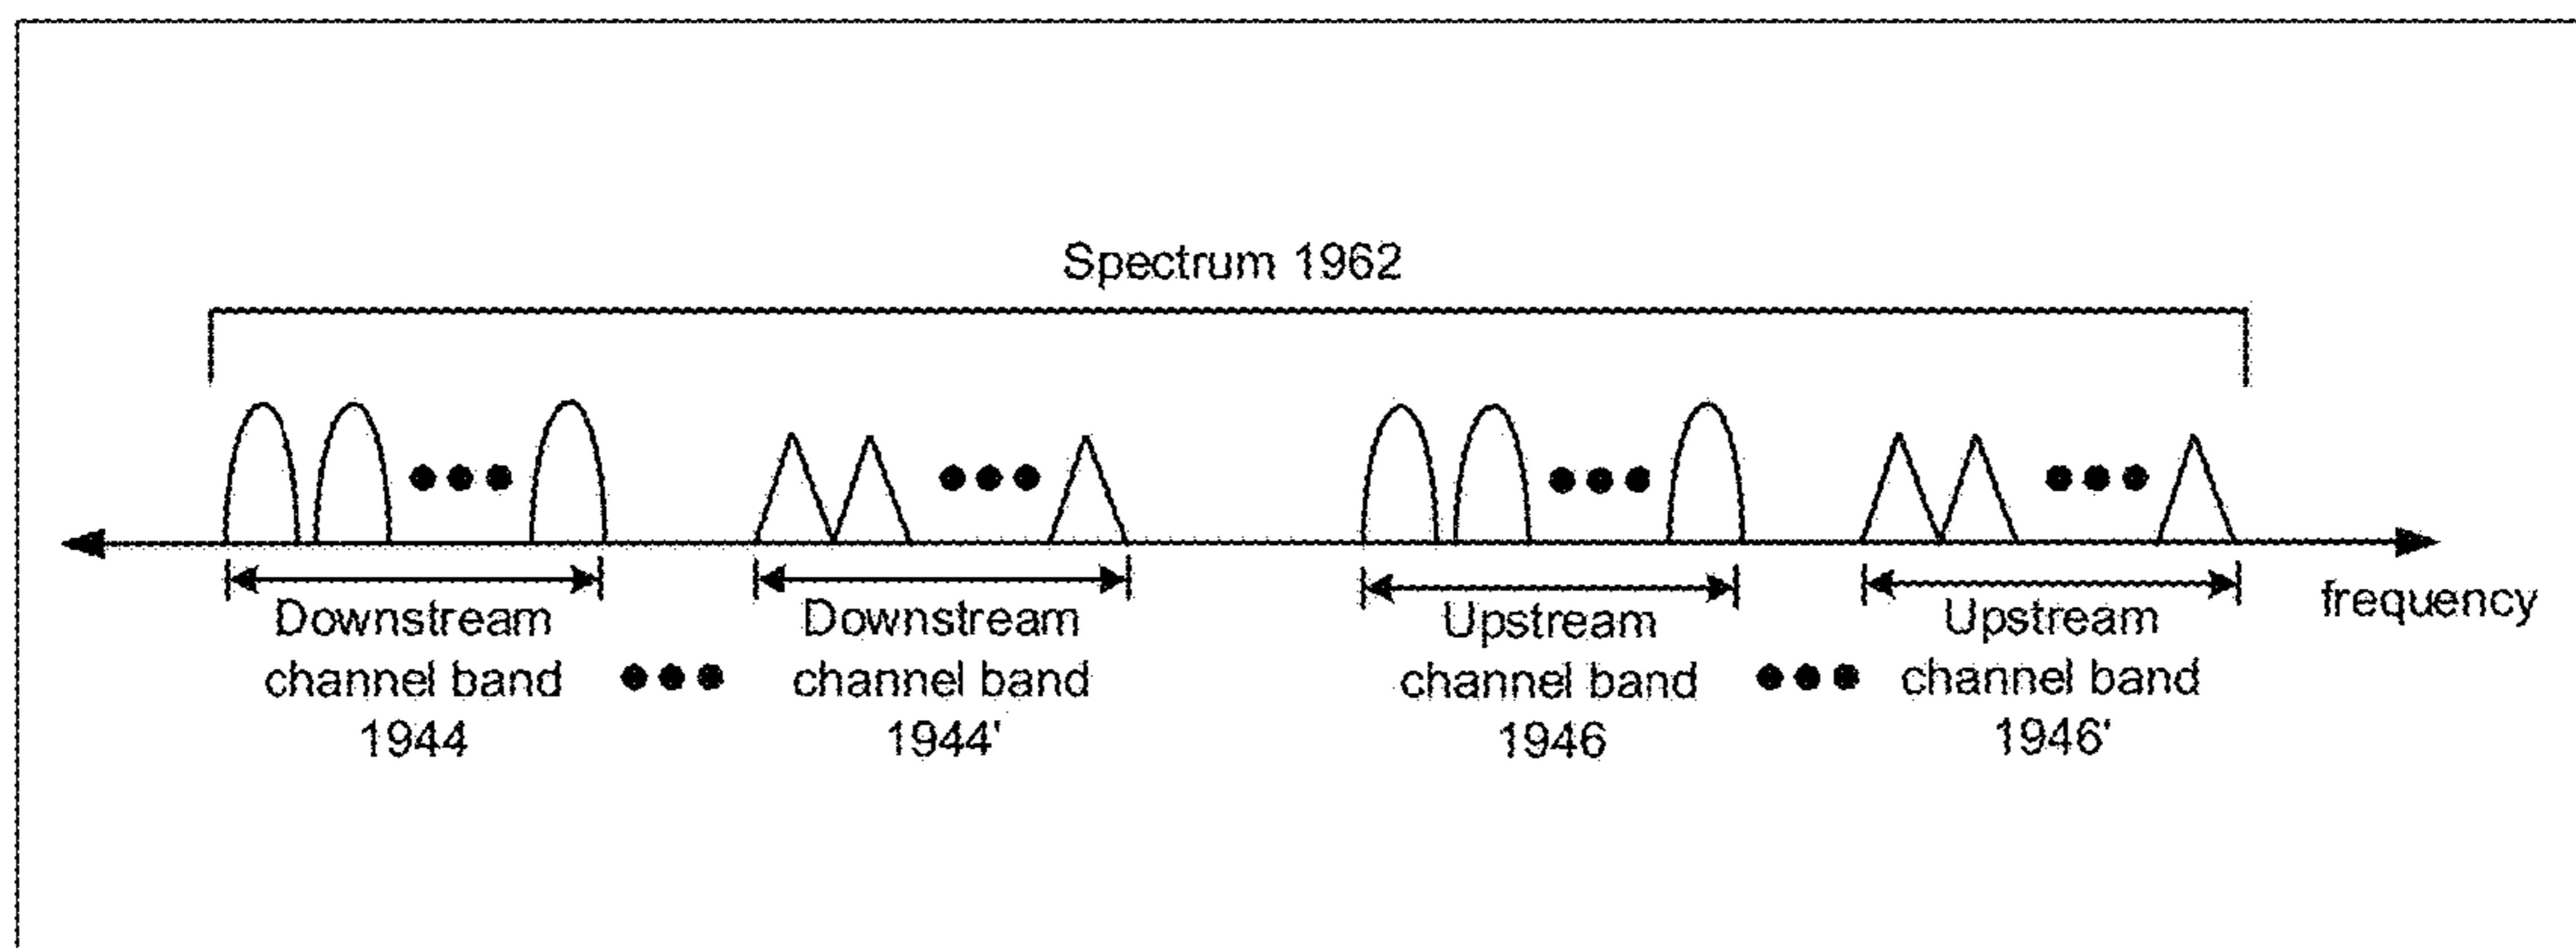 Spectrum 1962
frequency
Downstream
channel band
1944
Downstream
channel band
1944'
Upstream
channel band
1946
Upstream
channel band
1946'